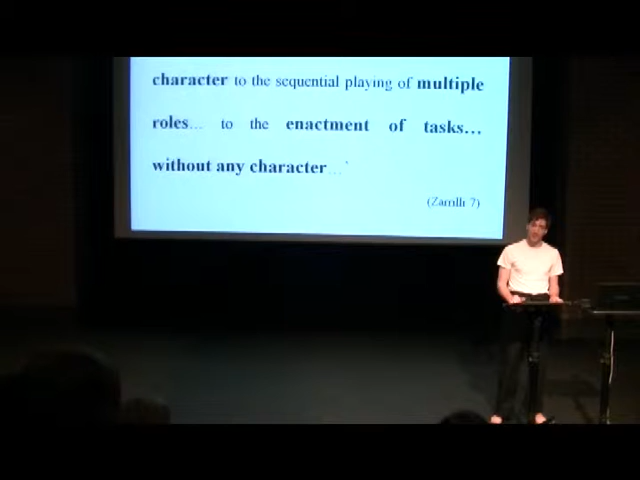 character to the sequential playing of multiple
roles... to the enactment of tasks...
without any character...'
(Zarrilli 7)